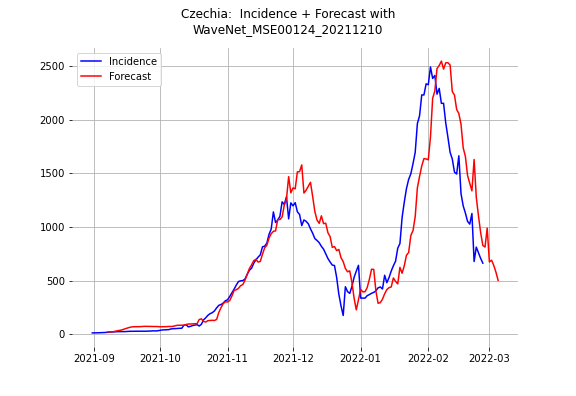 Czechia:  Incidence + Forecast with
WaveNet_MSE00124_20211210
Incidence
Forecast
2500
2000
1500
1000
500
0
2021-09 2021-10 2021-11 2021-12 2022-01 2022-02 2022-03